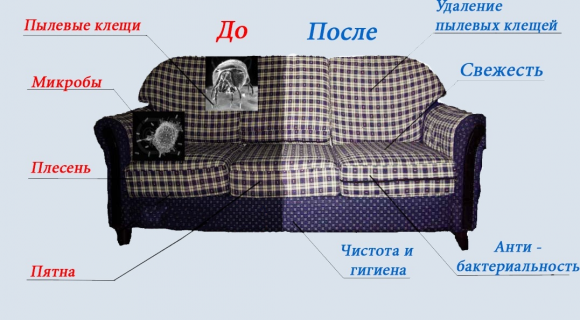 До
После
Пылевые клещи
Микробы
Плесень
Пятна
Удаление
пылевых клещей
Свежесть
Анти -
бактериальность
Чистота и
гигиена